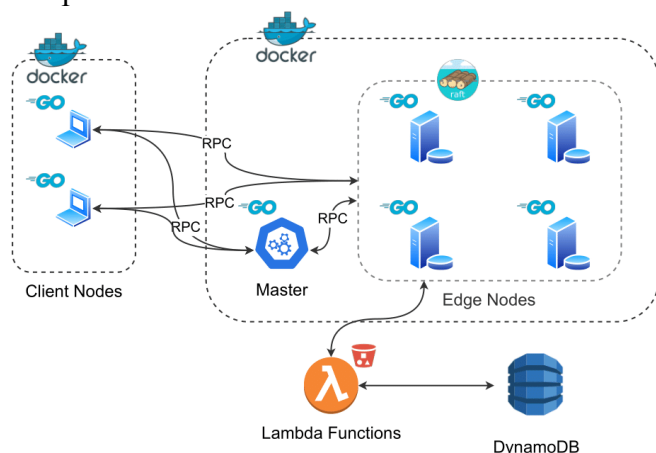 docker
docker
GO
GO
raft
GO
GO
RPC
RPC
GO
RPC
RPC
GO
GO
Client Nodes
Master
Edge Nodes
Lambda Functions
DynamoDB